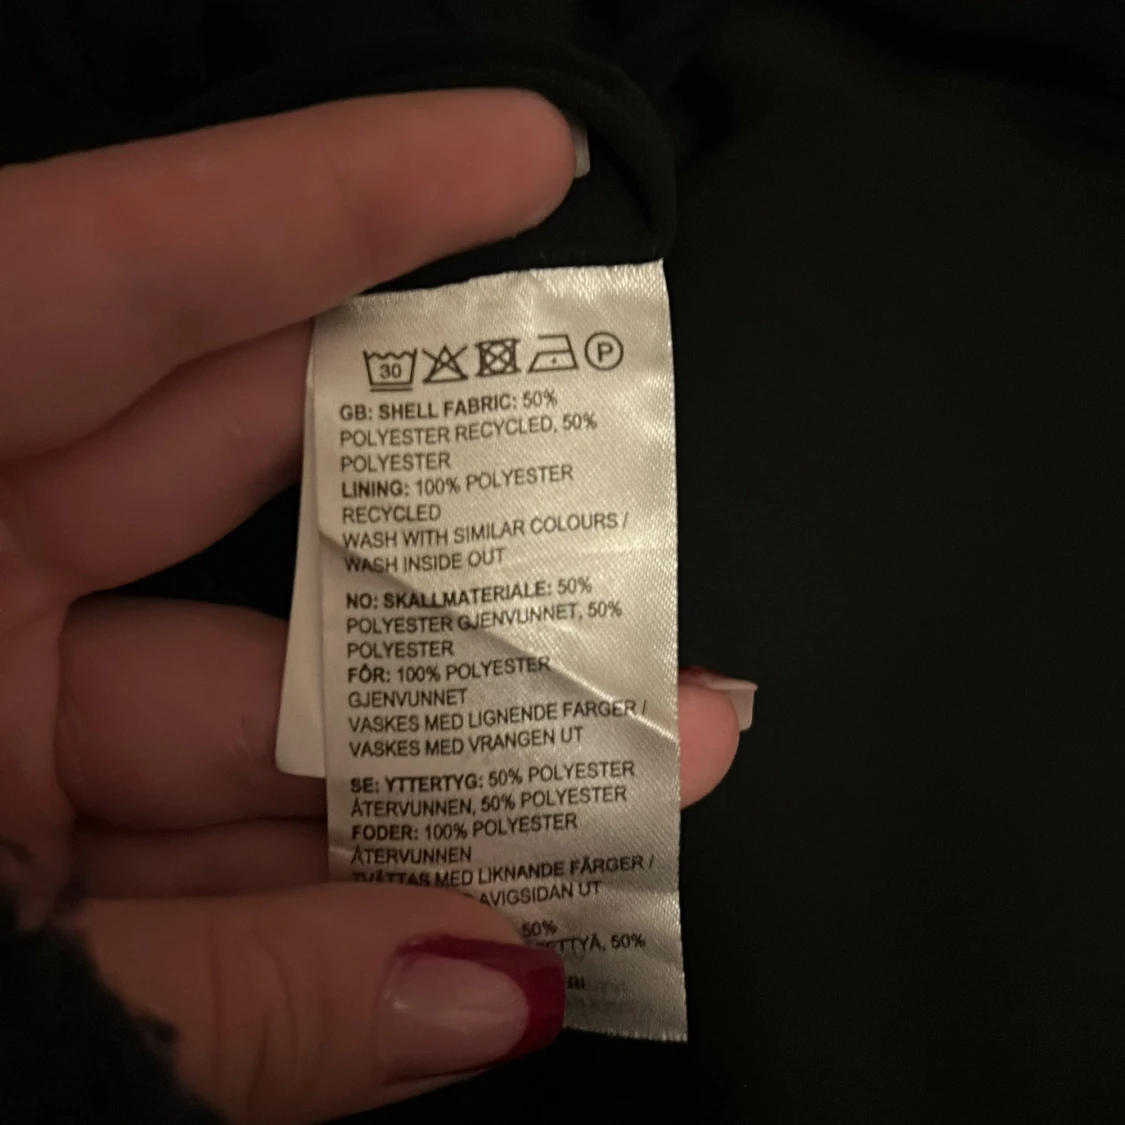 30 P
GB: SHELL FABRIC: 50%
POLYESTER RECYCLED, 50%
POLYESTER
LINING: 100% POLYESTER
RECYCLED
WASH WITH SIMILAR COLOURS /
WASH INSIDE OUT
NO: SKALLMATERIALE: 50%
POLYESTER GJENVUNNET, 50%
POLYESTER
FÔR: 100% POLYESTER
GJENVUNNET
VASKES MED LIGNENDE FARGER /
VASKES MED VRANGEN UT
SE: YTTERTYG: 50% POLYESTER
ÅTERVUNNEN, 50% POLYESTER
FODER: 100% POLYESTER
ÅTERVUNNEN
TVÄTTAS MED LIKNANDE FÄRGER /
AVIGSIDAN UT
50%
50%